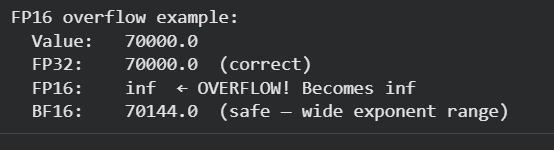 FP16 overflow example:
Value:   70000.0
FP32:    70000.0  (correct)
FP16:    inf  ← OVERFLOW! Becomes inf
BF16:    70144.0  (safe — wide exponent range)